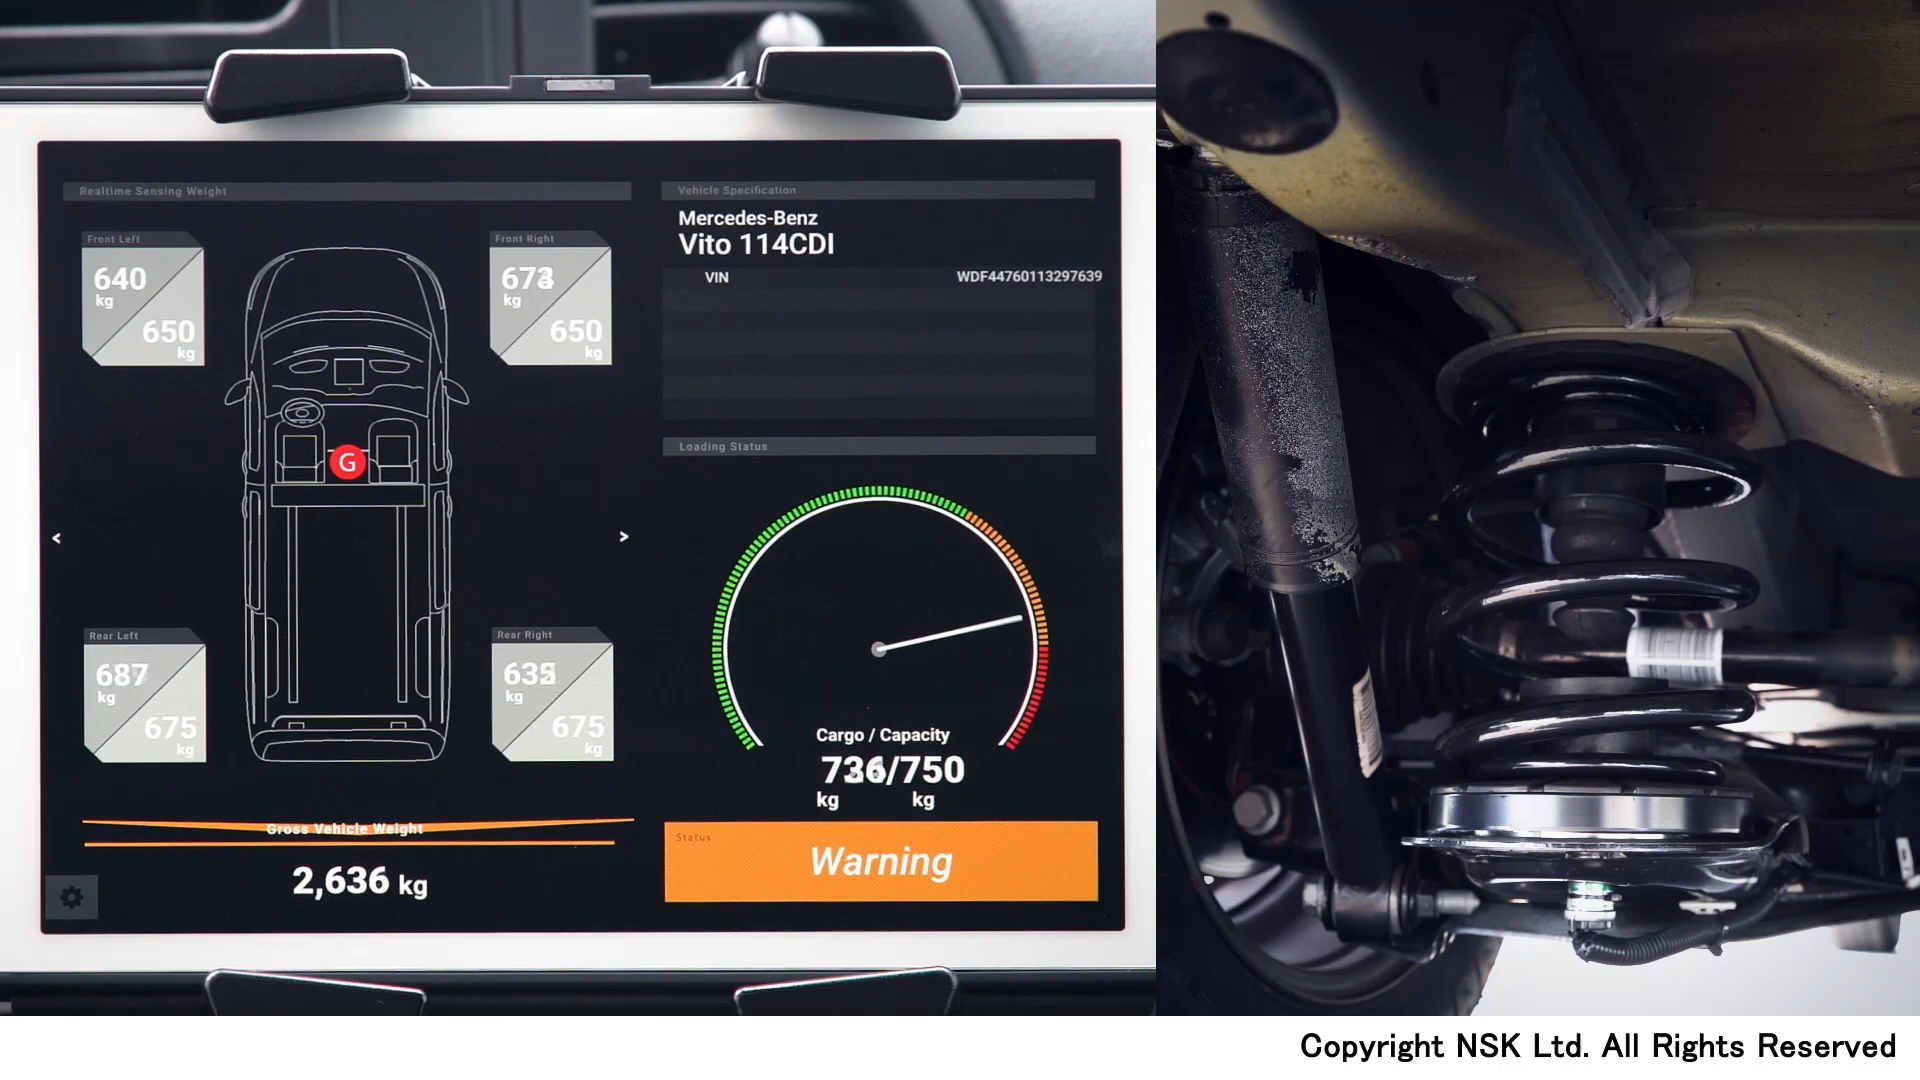 Realtime Sensing Weight
Front Left
640
kg
650
kg
Front Right
kg
650
kg
G
<
>
Rear Left
687
kg
675
kg
Rear Right
kg
675
kg
Gross Vehicle Weight
2,636 kg
Vehicle Specification
Mercedes-Benz
Vito 114CDI
VIN WDF44760113297639
Loading Status
Cargo / Capacity
736/750
kg kg
Status
Warning
Copyright NSK Ltd. All Rights Reserved